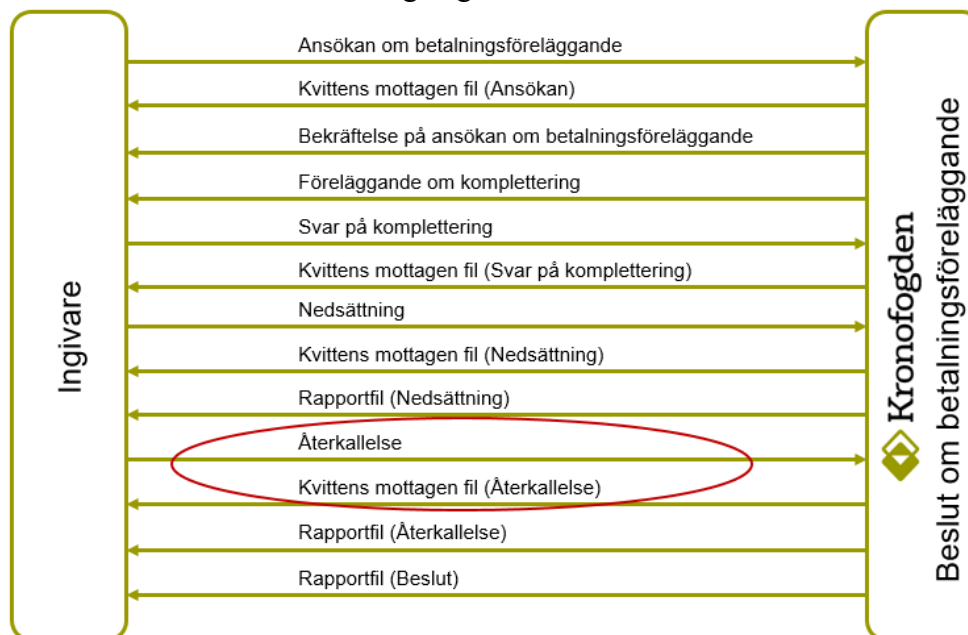 Ansökan om betalningsföreläggande
Kvittens mottagen fil (Ansökan)
Bekräftelse på ansökan om betalningsföreläggande
Föreläggande om komplettering
Svar på komplettering
Kvittens mottagen fil (Svar på komplettering)
Nedsättning
Kvittens mottagen fil (Nedsättning)
Rapportfil (Nedsättning)
Återkallelse
Kvittens mottagen fil (Återkallelse)
Rapportfil (Återkallelse)
Rapportfil (Beslut)
Ingivare
Kronofogden
Beslut om betalningsföreläggande